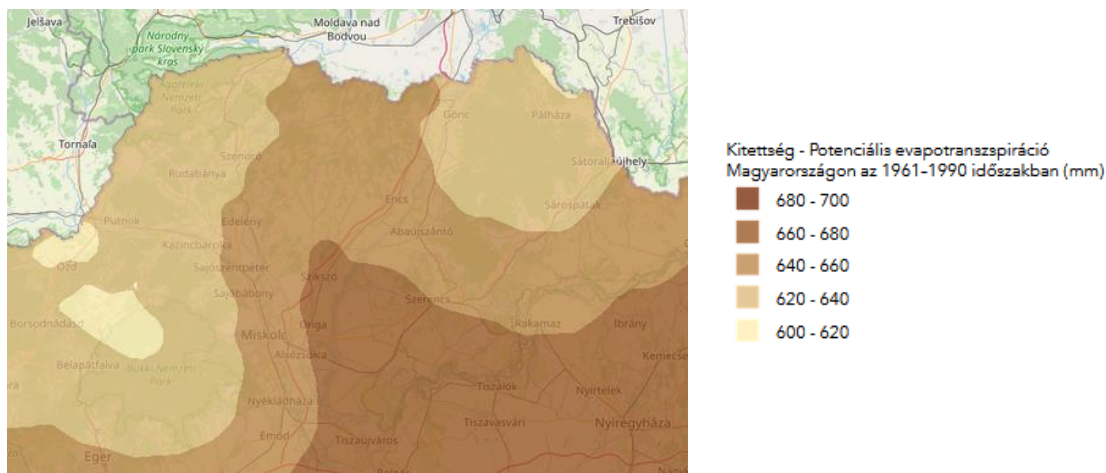 Jelšava
Moldava nad
Bodvou
Trebišov
Národný
park Slovenský
kras
Aggteleki
Nemzeti
Park
Gönc
Pálháza
Tornaľa
Szendrő
Sátoraljaújhely
Rudabánya
Encs
Sárospatak
Putnok
Edelény
Abaújszántó
Kazincbarcika
Ózd
Sajószentpéter
Szikszó
Sajóbábony
Szerencs
Borsodnádasd
Onga
Rakamaz
Ibrány
Miskolc
Alsózsolca
Kemecse
Bélapátfalva
Bükki Nemzeti
Park
Tiszalök
Nyírtelek
Nyékládháza
Tiszavasvári
Nyíregyháza
Emőd
Tiszaújváros
Eger
Polgár
Kitettség - Potenciális evapotranszspiráció
Magyarországon az 1961-1990 időszakban (mm)
680 - 700
660 - 680
640 - 660
620 - 640
600 - 620